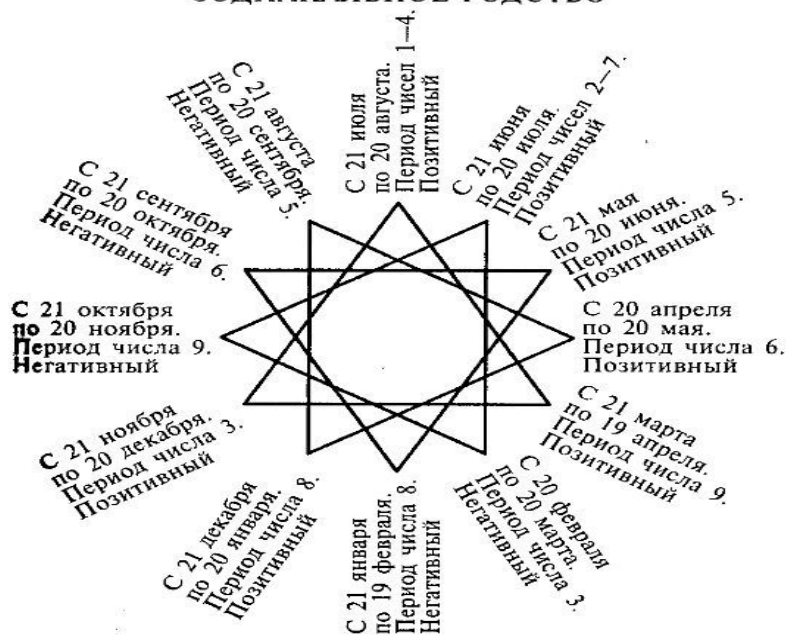 ЗОДИАКАЛЬНОЕ РОДСТВО
С 21 июля
по 20 августа.
Период чисел 1—4.
Позитивный
С 21 июня
по 20 июля.
Период чисел 2—7.
Позитивный
С 21 мая
по 20 июня.
Период числа 5.
Позитивный
С 20 апреля
по 20 мая.
Период числа 6.
Позитивный
С 21 марта
по 19 апреля.
Период числа 9.
Позитивный
С 20 февраля
по 20 марта.
Период числа 3.
Негативный
С 21 января
по 19 февраля.
Период числа 8.
Негативный
С 21 декабря
по 20 января.
Период числа 8.
Позитивный
С 21 ноября
по 20 декабря.
Период числа 3.
Позитивный
С 21 октября
по 20 ноября.
Период числа 9.
Негативный
С 21 сентября
по 20 октября.
Период числа 6.
Негативный
С 21 августа
по 20 сентября.
Период числа 5.
Негативный